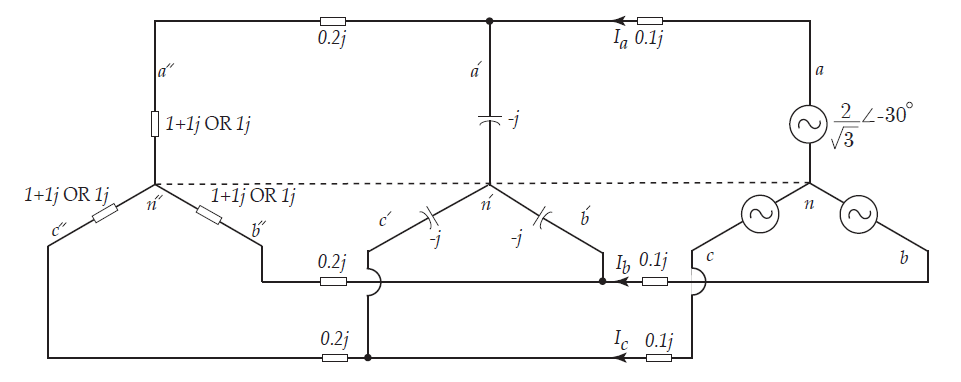 0.2j
I_a 0.1j
a″
a′
a
1+1j OR 1j
-j
2/√3 ∠-30°
1+1j OR 1j
1+1j OR 1j
n″
n′
n
c″
b″
c′
b′
-j
-j
c
b
0.2j
I_b 0.1j
0.2j
I_c 0.1j